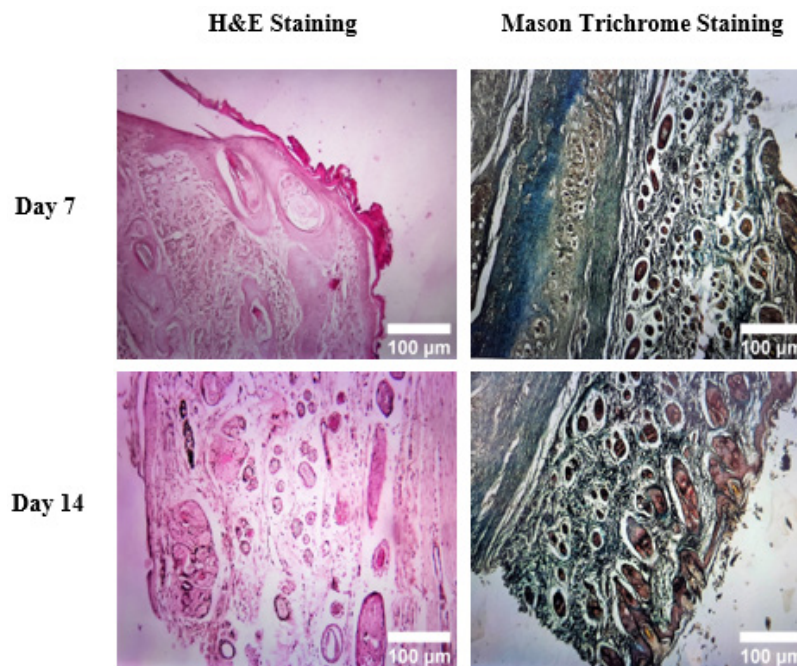 H&E Staining
Mason Trichrome Staining
Day 7
100 µm
100 µm
Day 14
100 µm
100 µm